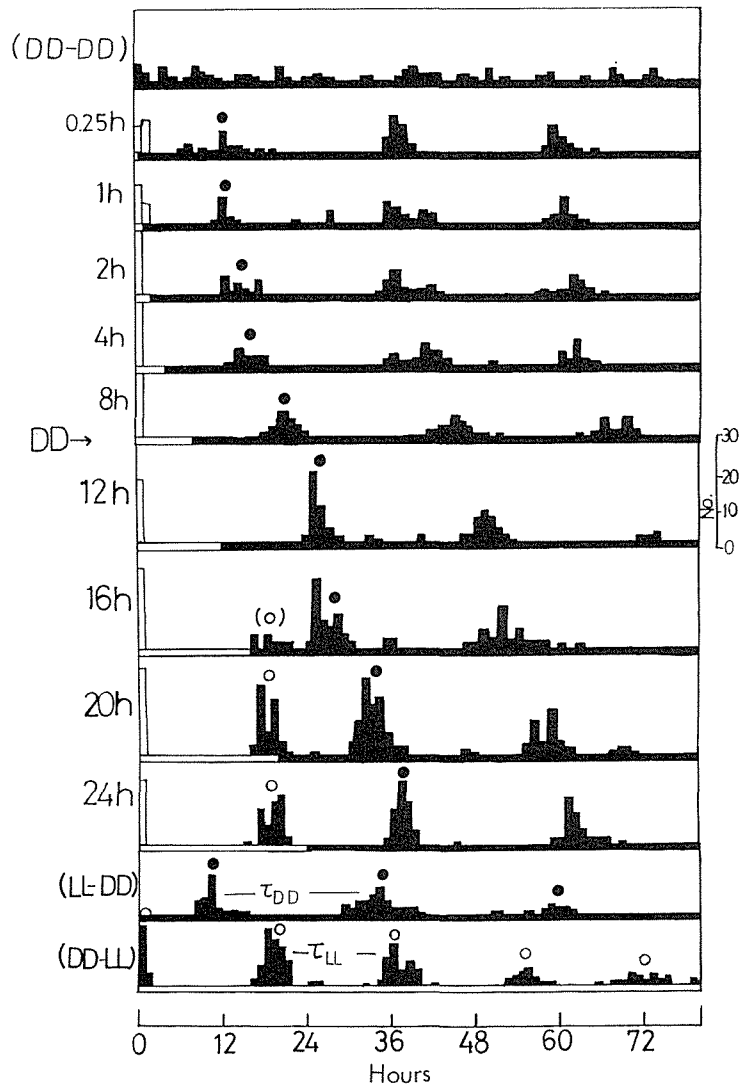 (DD-DD)
0.25h
1h
2h
4h
8h
DD→
30
20
10
0
No.
12h
16h
(o)
20h
24h
(LL-DD)
τDD
(DD-LL)
τLL
0 12 24 36 48 60 72
Hours